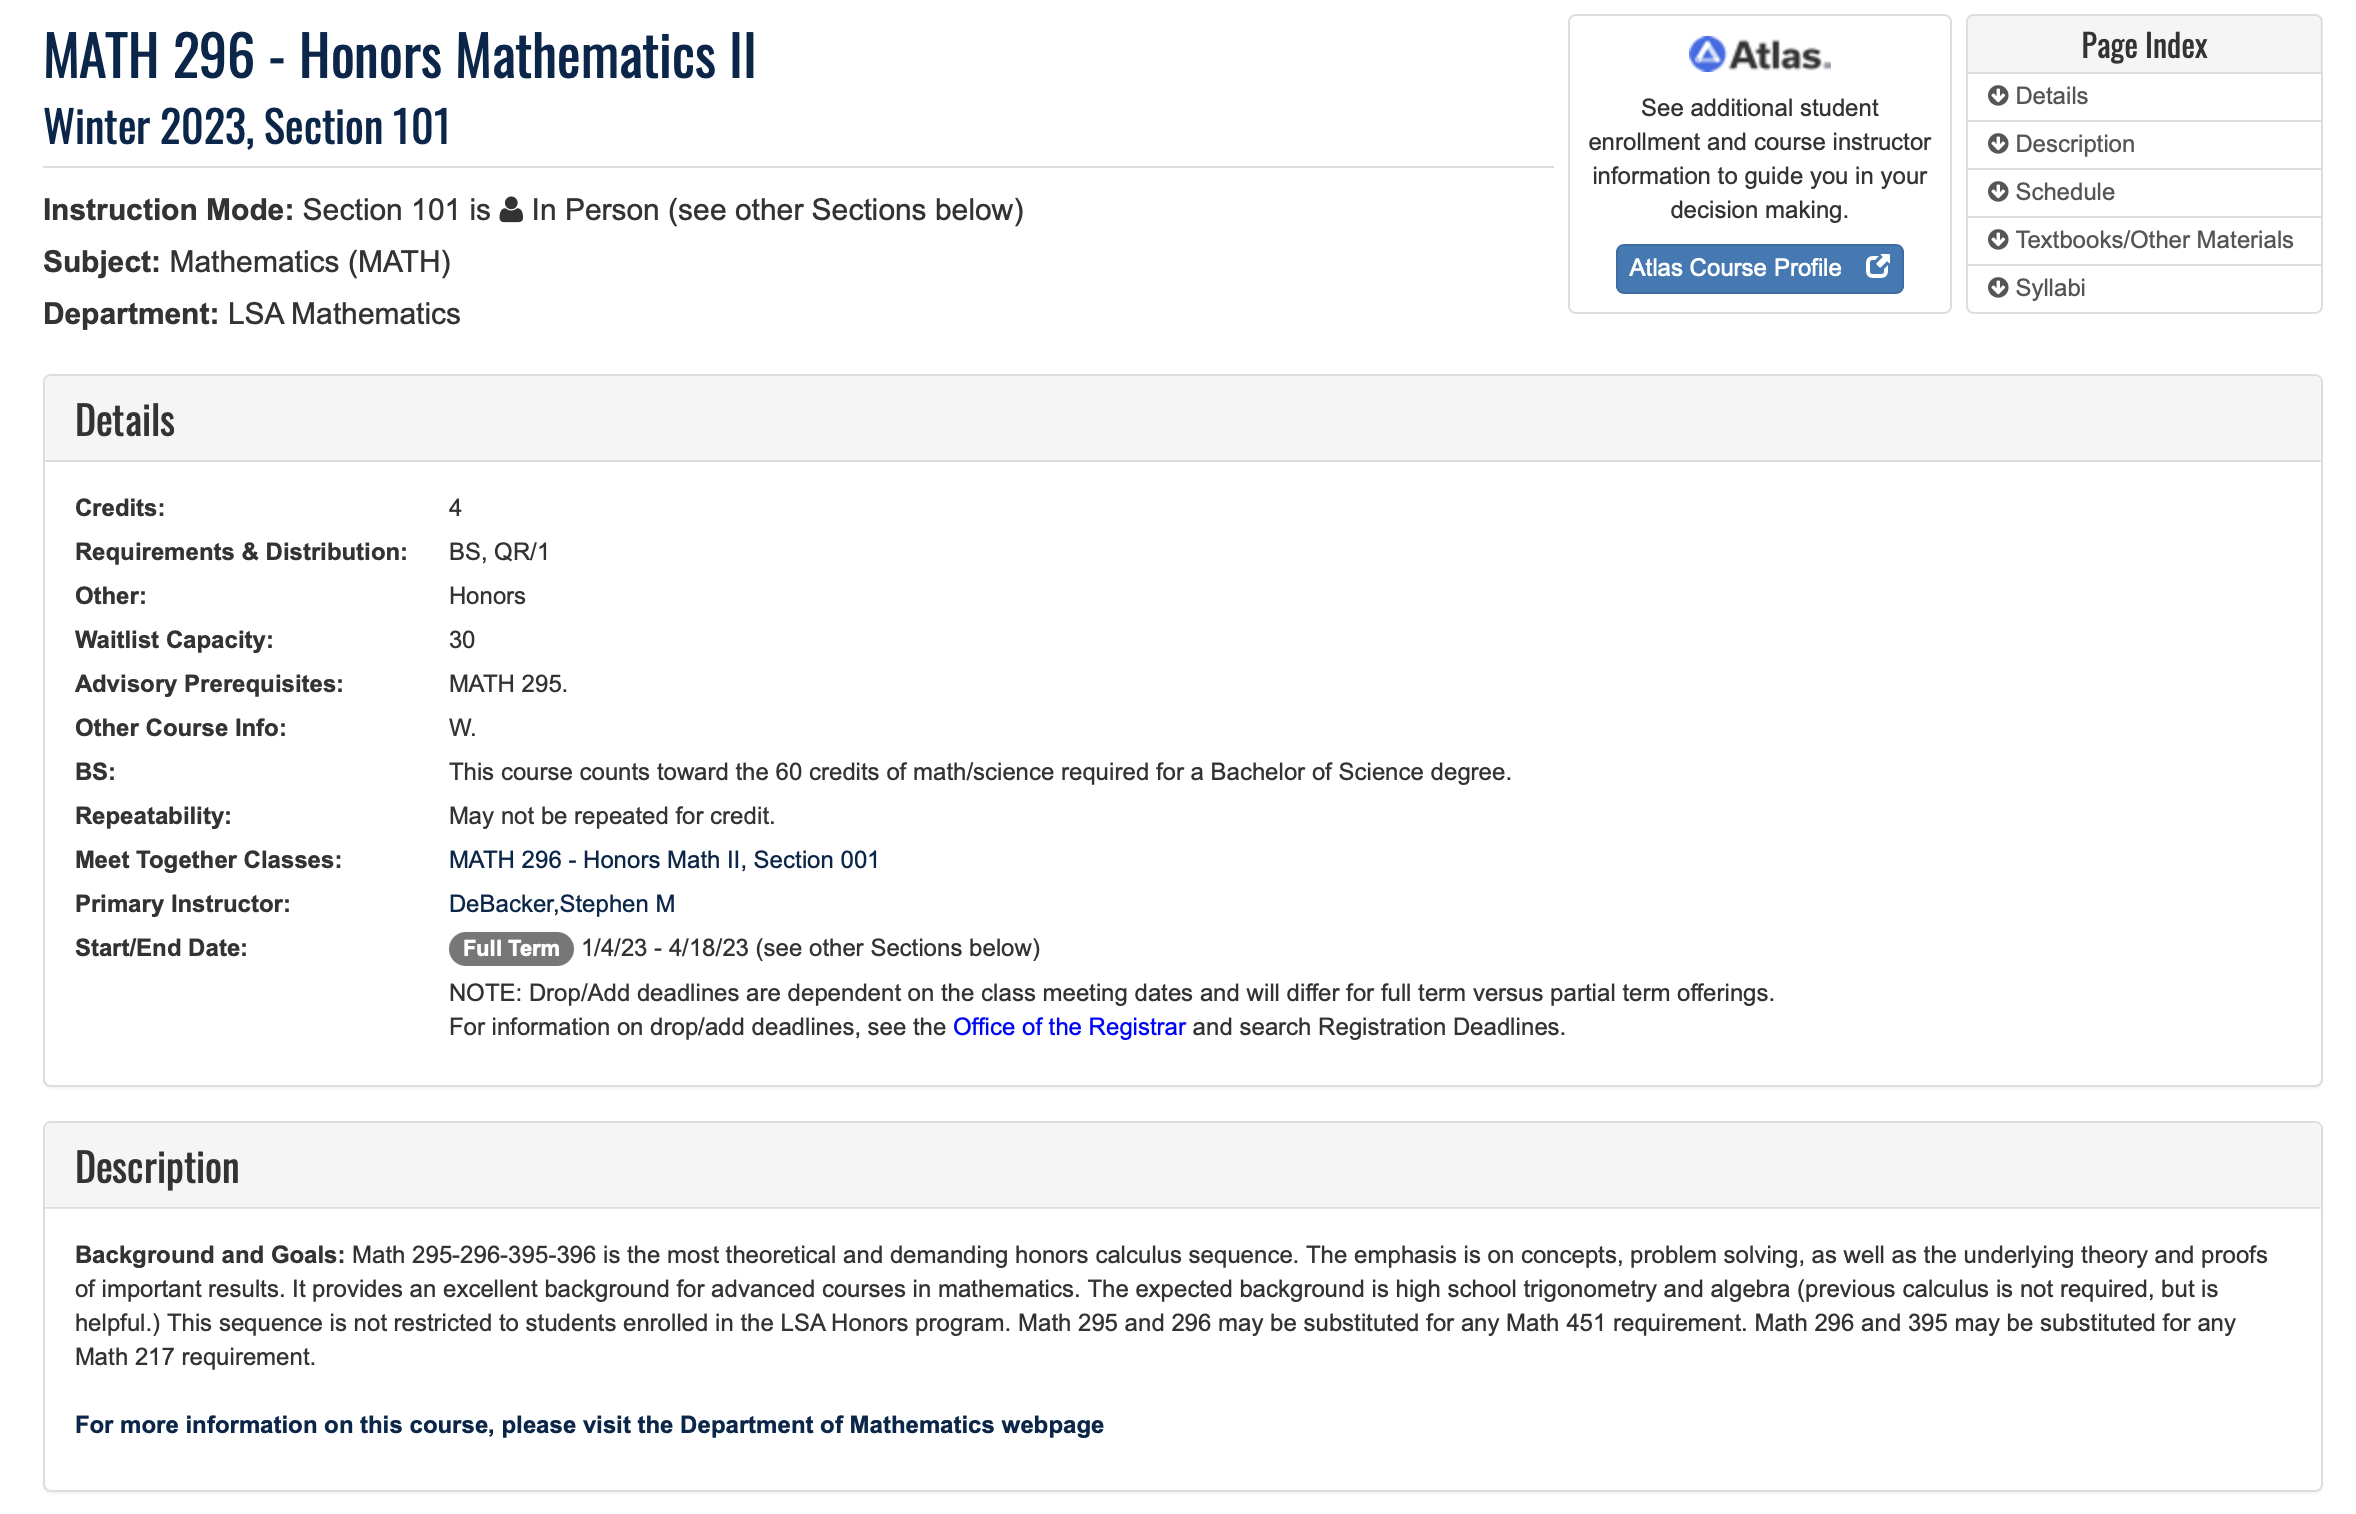 MATH 296 - Honors Mathematics II
Winter 2023, Section 101
Instruction Mode: Section 101 is In Person (see other Sections below)
Subject: Mathematics (MATH)
Department: LSA Mathematics
Atlas.
See additional student
enrollment and course instructor
information to guide you in your
decision making.
Atlas Course Profile
Page Index
Details
Description
Schedule
Textbooks/Other Materials
Syllabi
Details
Credits: 4
Requirements & Distribution: BS, QR/1
Other: Honors
Waitlist Capacity: 30
Advisory Prerequisites: MATH 295.
Other Course Info: W.
BS: This course counts toward the 60 credits of math/science required for a Bachelor of Science degree.
Repeatability: May not be repeated for credit.
Meet Together Classes: MATH 296 - Honors Math II, Section 001
Primary Instructor: DeBacker,Stephen M
Start/End Date: Full Term 1/4/23 - 4/18/23 (see other Sections below)
NOTE: Drop/Add deadlines are dependent on the class meeting dates and will differ for full term versus partial term offerings.
For information on drop/add deadlines, see the Office of the Registrar and search Registration Deadlines.
Description
Background and Goals: Math 295-296-395-396 is the most theoretical and demanding honors calculus sequence. The emphasis is on concepts, problem solving, as well as the underlying theory and proofs
of important results. It provides an excellent background for advanced courses in mathematics. The expected background is high school trigonometry and algebra (previous calculus is not required, but is
helpful.) This sequence is not restricted to students enrolled in the LSA Honors program. Math 295 and 296 may be substituted for any Math 451 requirement. Math 296 and 395 may be substituted for any
Math 217 requirement.
For more information on this course, please visit the Department of Mathematics webpage